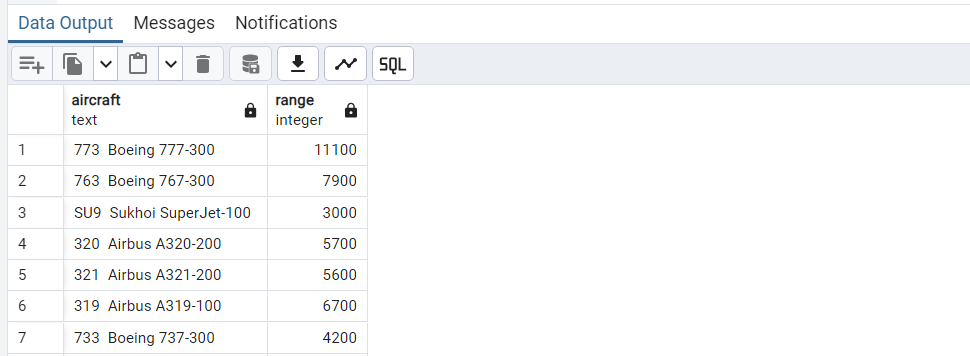 Data Output Messages Notifications
SQL
aircraft range
text integer
1 773 Boeing 777-300 11100
2 763 Boeing 767-300 7900
3 SU9 Sukhoi SuperJet-100 3000
4 320 Airbus A320-200 5700
5 321 Airbus A321-200 5600
6 319 Airbus A319-100 6700
7 733 Boeing 737-300 4200